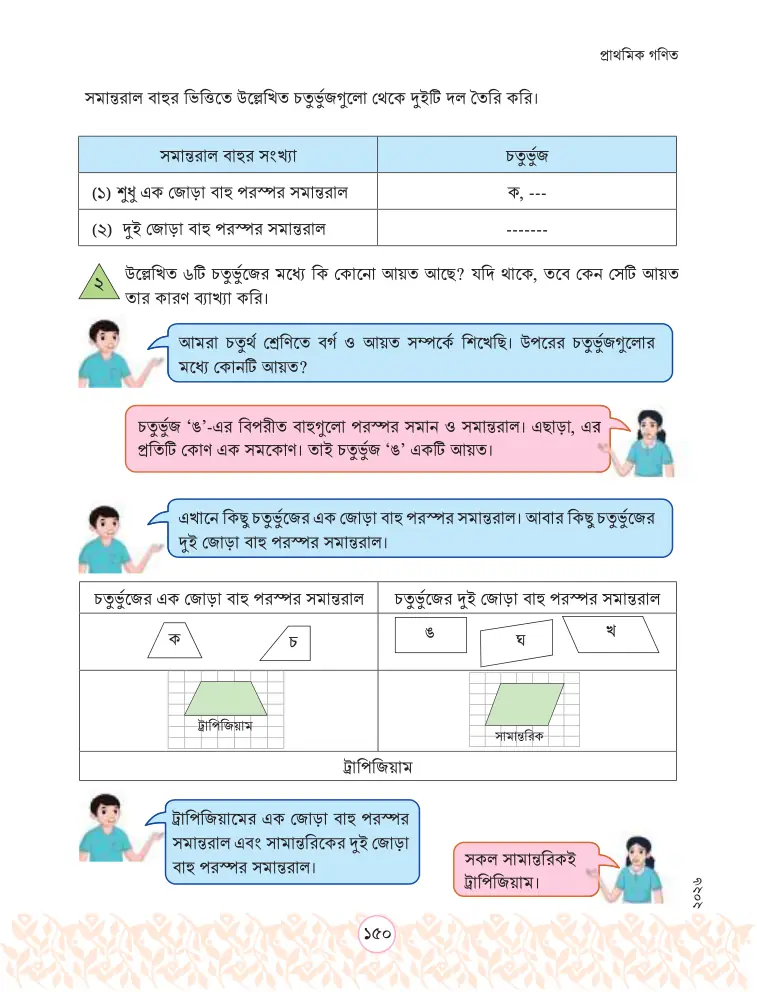 প্রাথমিক গণিত
সমান্তরাল বাহুর ভিত্তিতে উল্লেখিত চতুর্ভুজগুলো থেকে দুইটি দল তৈরি করি।
সমান্তরাল বাহুর সংখ্যা চতুর্ভুজ
(১) শুধু এক জোড়া বাহু পরস্পর সমান্তরাল ক, ---
(২) দুই জোড়া বাহু পরস্পর সমান্তরাল -------
২ উল্লেখিত ৬টি চতুর্ভুজের মধ্যে কি কোনো আয়ত আছে? যদি থাকে, তবে কেন সেটি আয়ত
তার কারণ ব্যাখ্যা করি।
আমরা চতুর্থ শ্রেণিতে বর্গ ও আয়ত সম্পর্কে শিখেছি। উপরের চতুর্ভুজগুলোর
মধ্যে কোনটি আয়ত?
চতুর্ভুজ ‘ঙ’-এর বিপরীত বাহুগুলো পরস্পর সমান ও সমান্তরাল। এছাড়া, এর
প্রতিটি কোণ এক সমকোণ। তাই চতুর্ভুজ ‘ঙ’ একটি আয়ত।
এখানে কিছু চতুর্ভুজের এক জোড়া বাহু পরস্পর সমান্তরাল। আবার কিছু চতুর্ভুজের
দুই জোড়া বাহু পরস্পর সমান্তরাল।
চতুর্ভুজের এক জোড়া বাহু পরস্পর সমান্তরাল চতুর্ভুজের দুই জোড়া বাহু পরস্পর সমান্তরাল
ক চ ঙ ঘ খ
ট্রাপিজিয়াম সামান্তরিক
ট্রাপিজিয়াম
ট্রাপিজিয়ামের এক জোড়া বাহু পরস্পর
সমান্তরাল এবং সামান্তরিকের দুই জোড়া
বাহু পরস্পর সমান্তরাল।
সকল সামান্তরিকই
ট্রাপিজিয়াম।
২০২৬
১৫০